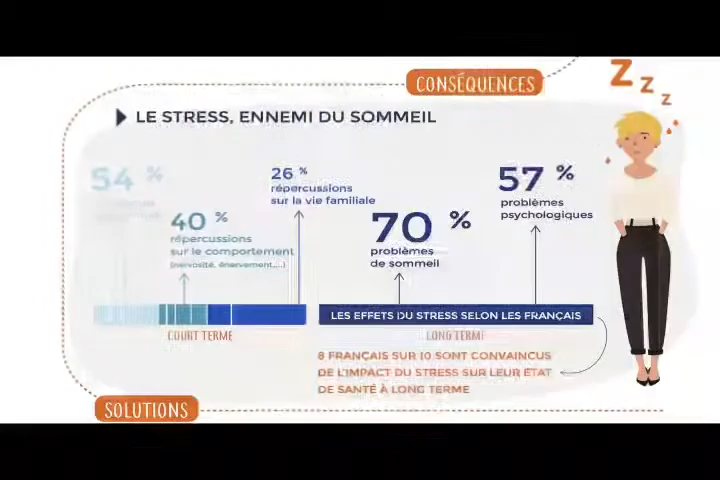 CONSÉQUENCES
Z z z
LE STRESS, ENNEMI DU SOMMEIL
54 %
40 %
répercussions
sur le comportement
(nervosité, énervement,...)
26 %
répercussions
sur la vie familiale
70 %
problèmes
de sommeil
57 %
problèmes
psychologiques
LES EFFETS DU STRESS SELON LES FRANÇAIS
COURT TERME
LONG TERME
8 FRANÇAIS SUR 10 SONT CONVAINCUS
DE L'IMPACT DU STRESS SUR LEUR ÉTAT
DE SANTÉ À LONG TERME
SOLUTIONS